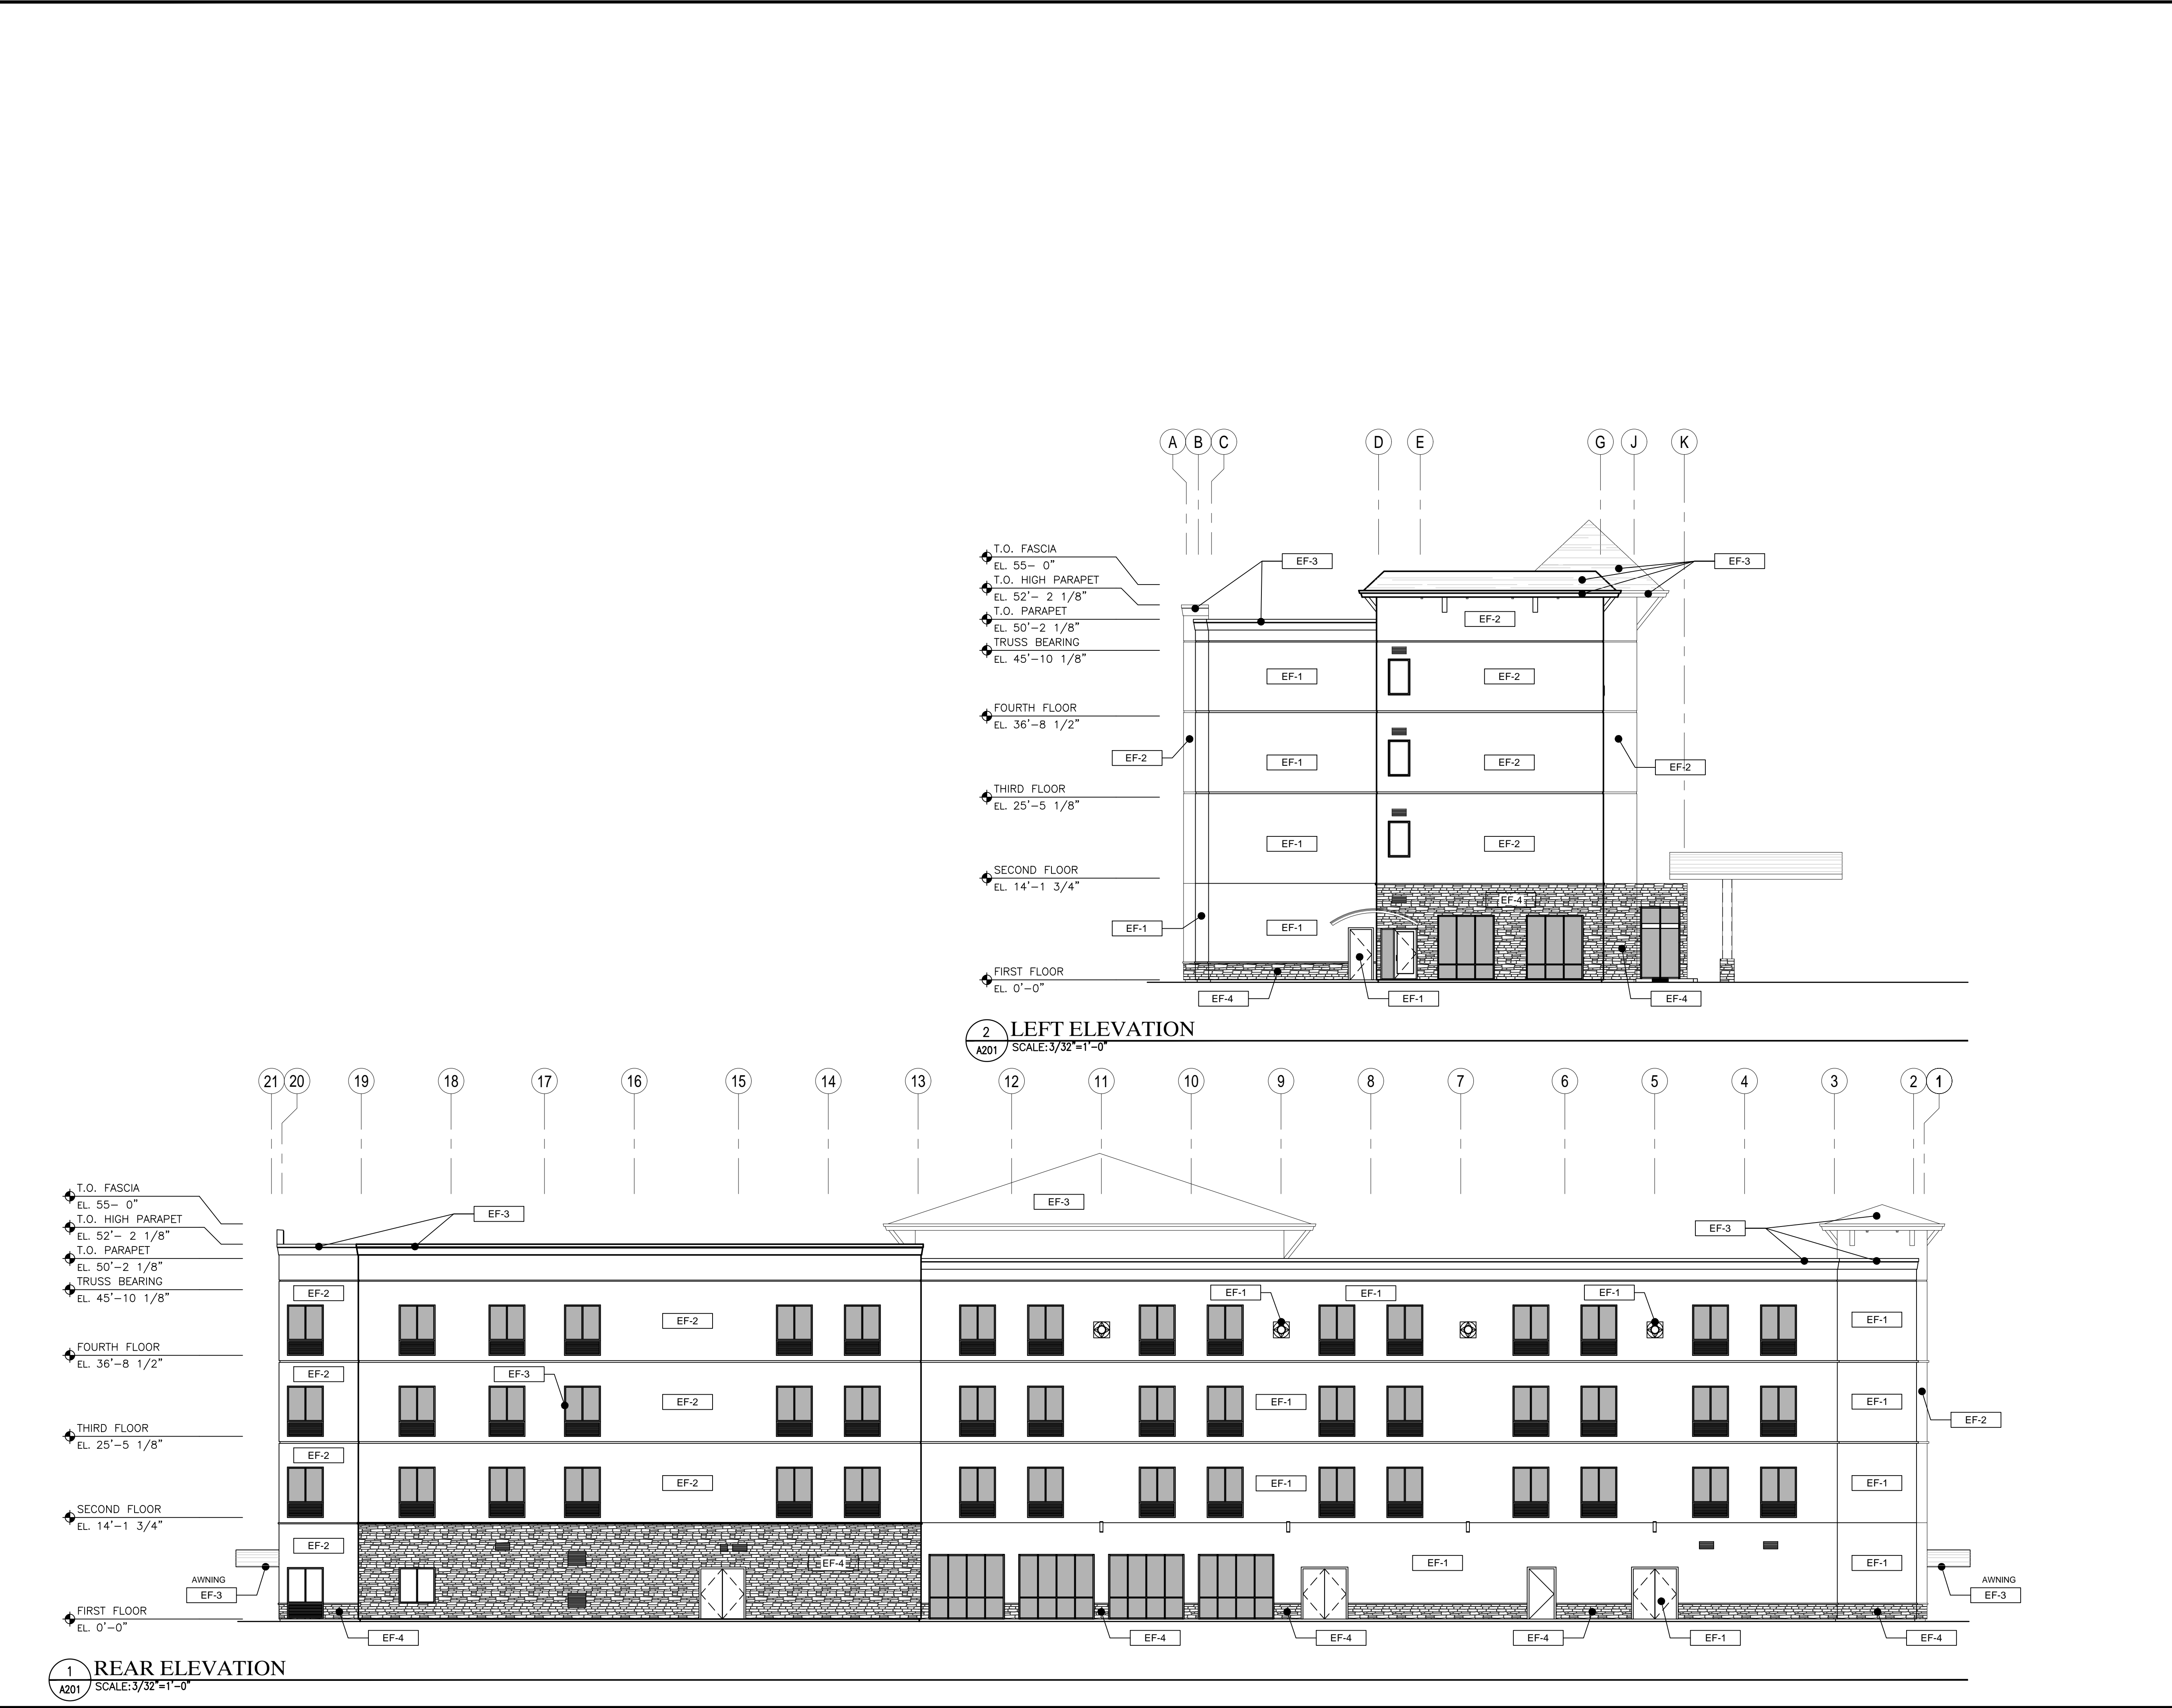 A B C D E G J K
T.O. FASCIA
EL. 55– 0"
T.O. HIGH PARAPET
EL. 52'– 2 1/8"
T.O. PARAPET
EL. 50'–2 1/8"
TRUSS BEARING
EL. 45'–10 1/8"
EF-3
EF-3
EF-2
EF-1
EF-2
FOURTH FLOOR
EL. 36'–8 1/2"
EF-2
EF-1
EF-2
EF-2
THIRD FLOOR
EL. 25'–5 1/8"
EF-1
EF-2
SECOND FLOOR
EL. 14'–1 3/4"
EF-4
EF-1
EF-1
FIRST FLOOR
EL. 0'–0"
EF-4
EF-1
EF-4
2
A201
LEFT ELEVATION
SCALE:3/32"=1'–0"
21 20 19 18 17 16 15 14 13 12 11 10 9 8 7 6 5 4 3 2 1
T.O. FASCIA
EL. 55– 0"
T.O. HIGH PARAPET
EL. 52'– 2 1/8"
T.O. PARAPET
EL. 50'–2 1/8"
TRUSS BEARING
EL. 45'–10 1/8"
EF-3
EF-3
EF-3
EF-2
EF-1
EF-1
EF-1
EF-2
EF-1
FOURTH FLOOR
EL. 36'–8 1/2"
EF-2
EF-3
EF-2
EF-1
EF-1
EF-2
THIRD FLOOR
EL. 25'–5 1/8"
EF-2
EF-2
EF-1
EF-1
SECOND FLOOR
EL. 14'–1 3/4"
EF-2
EF-4
EF-1
EF-1
AWNING
EF-3
AWNING
EF-3
FIRST FLOOR
EL. 0'–0"
EF-4
EF-4
EF-4
EF-4
EF-1
EF-4
1
A201
REAR ELEVATION
SCALE:3/32"=1'–0"